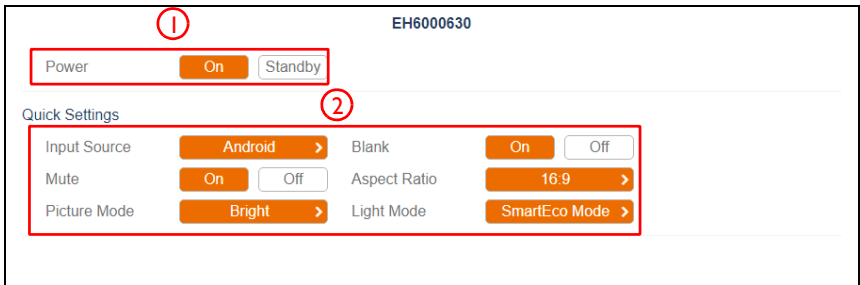 EH6000630
1
Power On Standby
2
Quick Settings
Input Source Android > Blank On Off
Mute On Off Aspect Ratio 16:9 >
Picture Mode Bright > Light Mode SmartEco Mode >